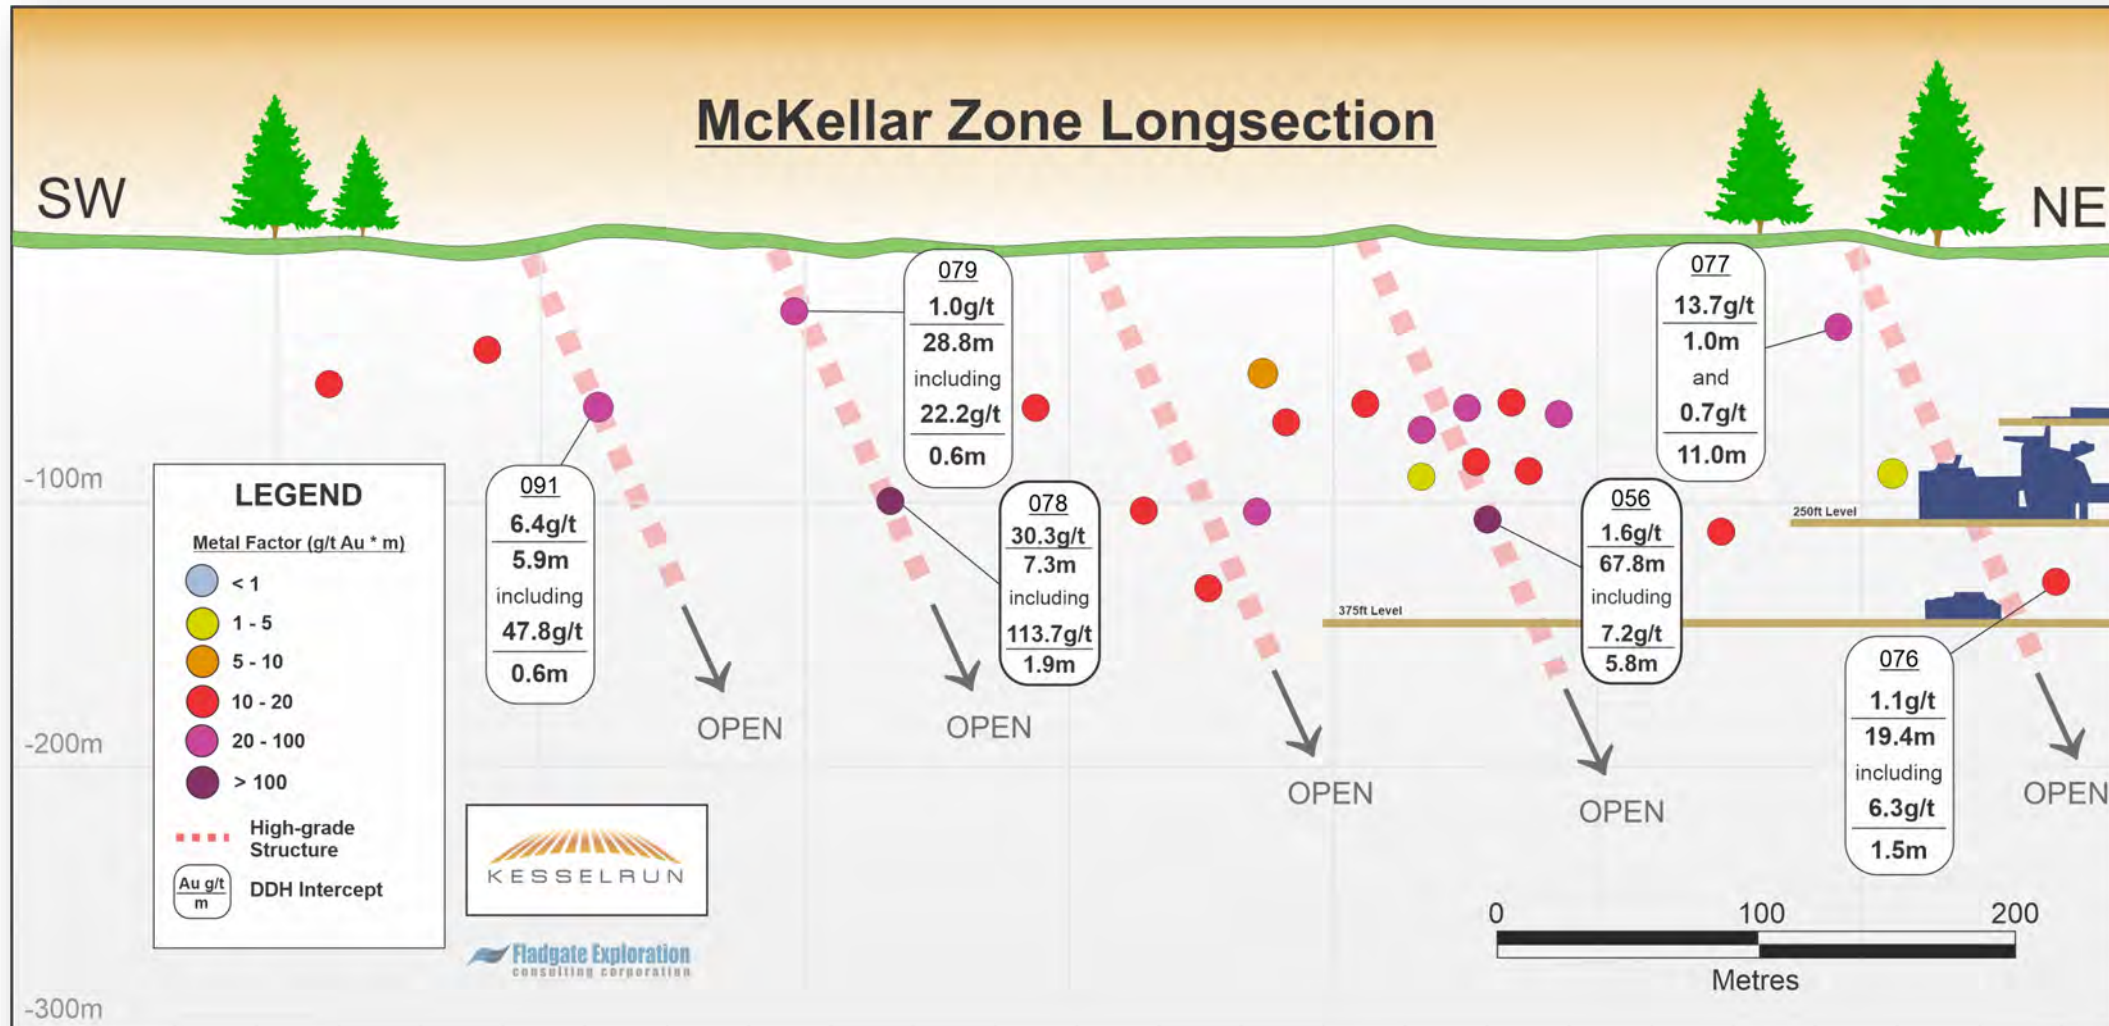 McKellar Zone Longsection
SW
NE
079
1.0g/t
28.8m
including
22.2g/t
0.6m
077
13.7g/t
1.0m
and
0.7g/t
11.0m
-100m
LEGEND
Metal Factor (g/t Au * m)
< 1
1 - 5
5 - 10
10 - 20
20 - 100
> 100
High-grade
Structure
Au g/t
m
DDH Intercept
091
6.4g/t
5.9m
including
47.8g/t
0.6m
078
30.3g/t
7.3m
including
113.7g/t
1.9m
056
1.6g/t
67.8m
including
7.2g/t
5.8m
250ft Level
375ft Level
076
1.1g/t
19.4m
including
6.3g/t
1.5m
OPEN
OPEN
OPEN
OPEN
OPEN
-200m
KESSELRUN
Fladgate Exploration
consulting corporation
0
100
200
Metres
-300m